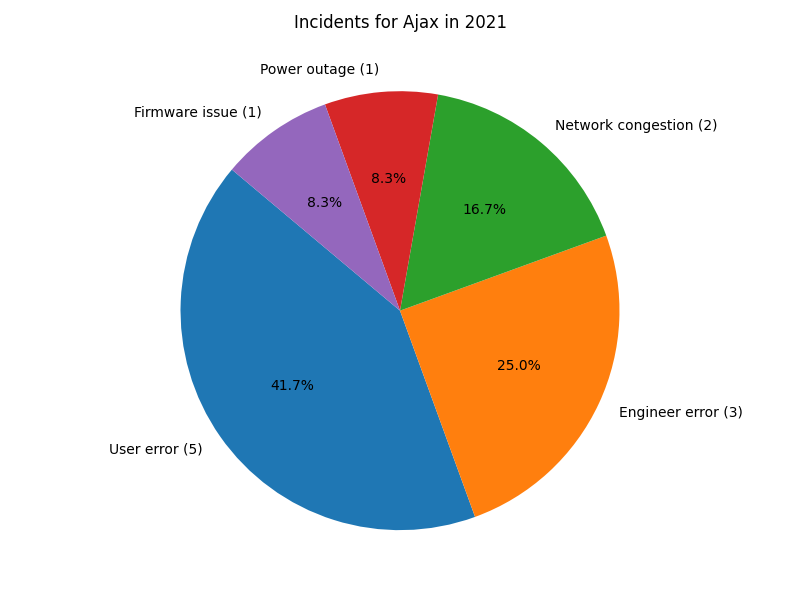 Incidents for Ajax in 2021
Power outage (1)
Firmware issue (1)
Network congestion (2)
8.3%
8.3%
16.7%
25.0%
41.7%
Engineer error (3)
User error (5)